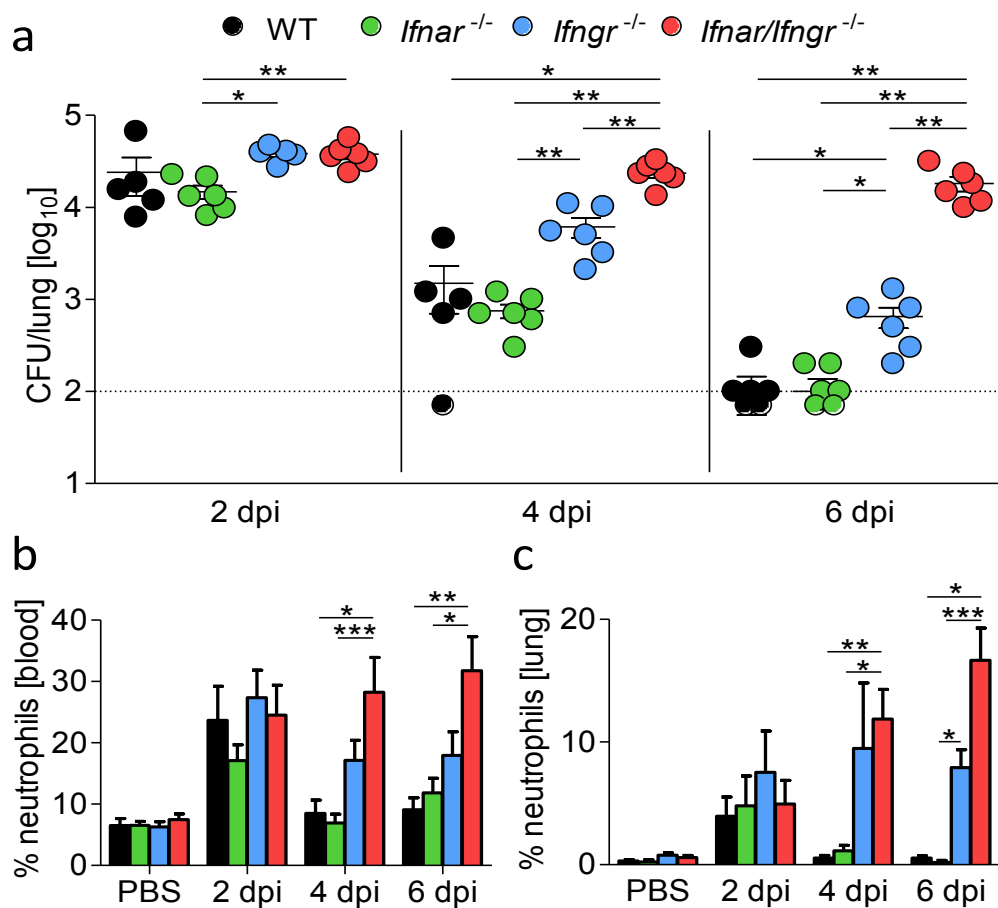 a
WT Ifnar -/- Ifngr -/- Ifnar/Ifngr -/-
** * ** 
* ** **
** **
** * *
5
4
3
2
1
CFU/lung [log10]
2 dpi 4 dpi 6 dpi
b
% neutrophils [blood]
40
30
20
10
0
* ** 
*** *
PBS 2 dpi 4 dpi 6 dpi
c
% neutrophils [lung]
20
10
0
** * 
* ***
*
PBS 2 dpi 4 dpi 6 dpi